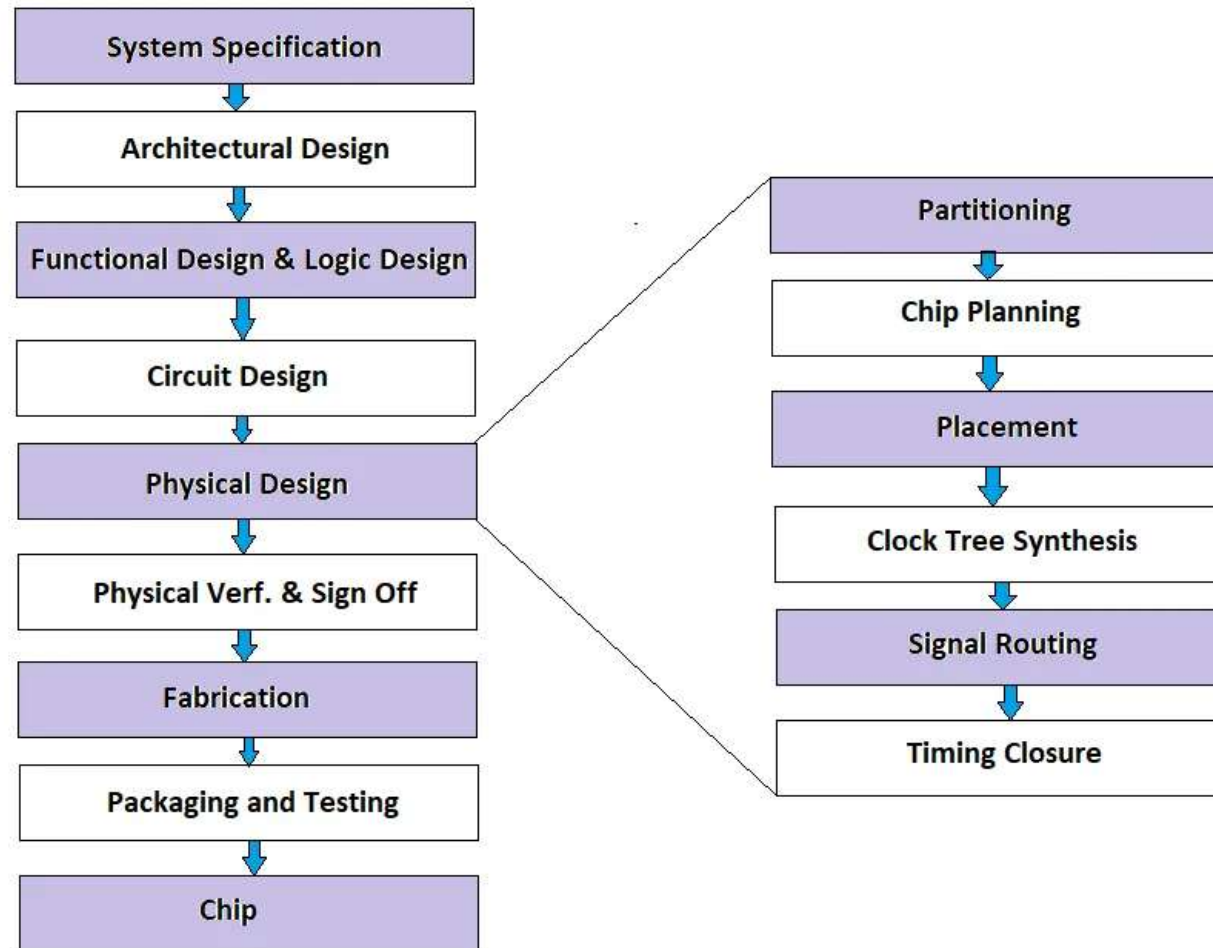 System Specification
Architectural Design
Functional Design & Logic Design
Circuit Design
Physical Design
Physical Verf. & Sign Off
Fabrication
Packaging and Testing
Chip
Partitioning
Chip Planning
Placement
Clock Tree Synthesis
Signal Routing
Timing Closure